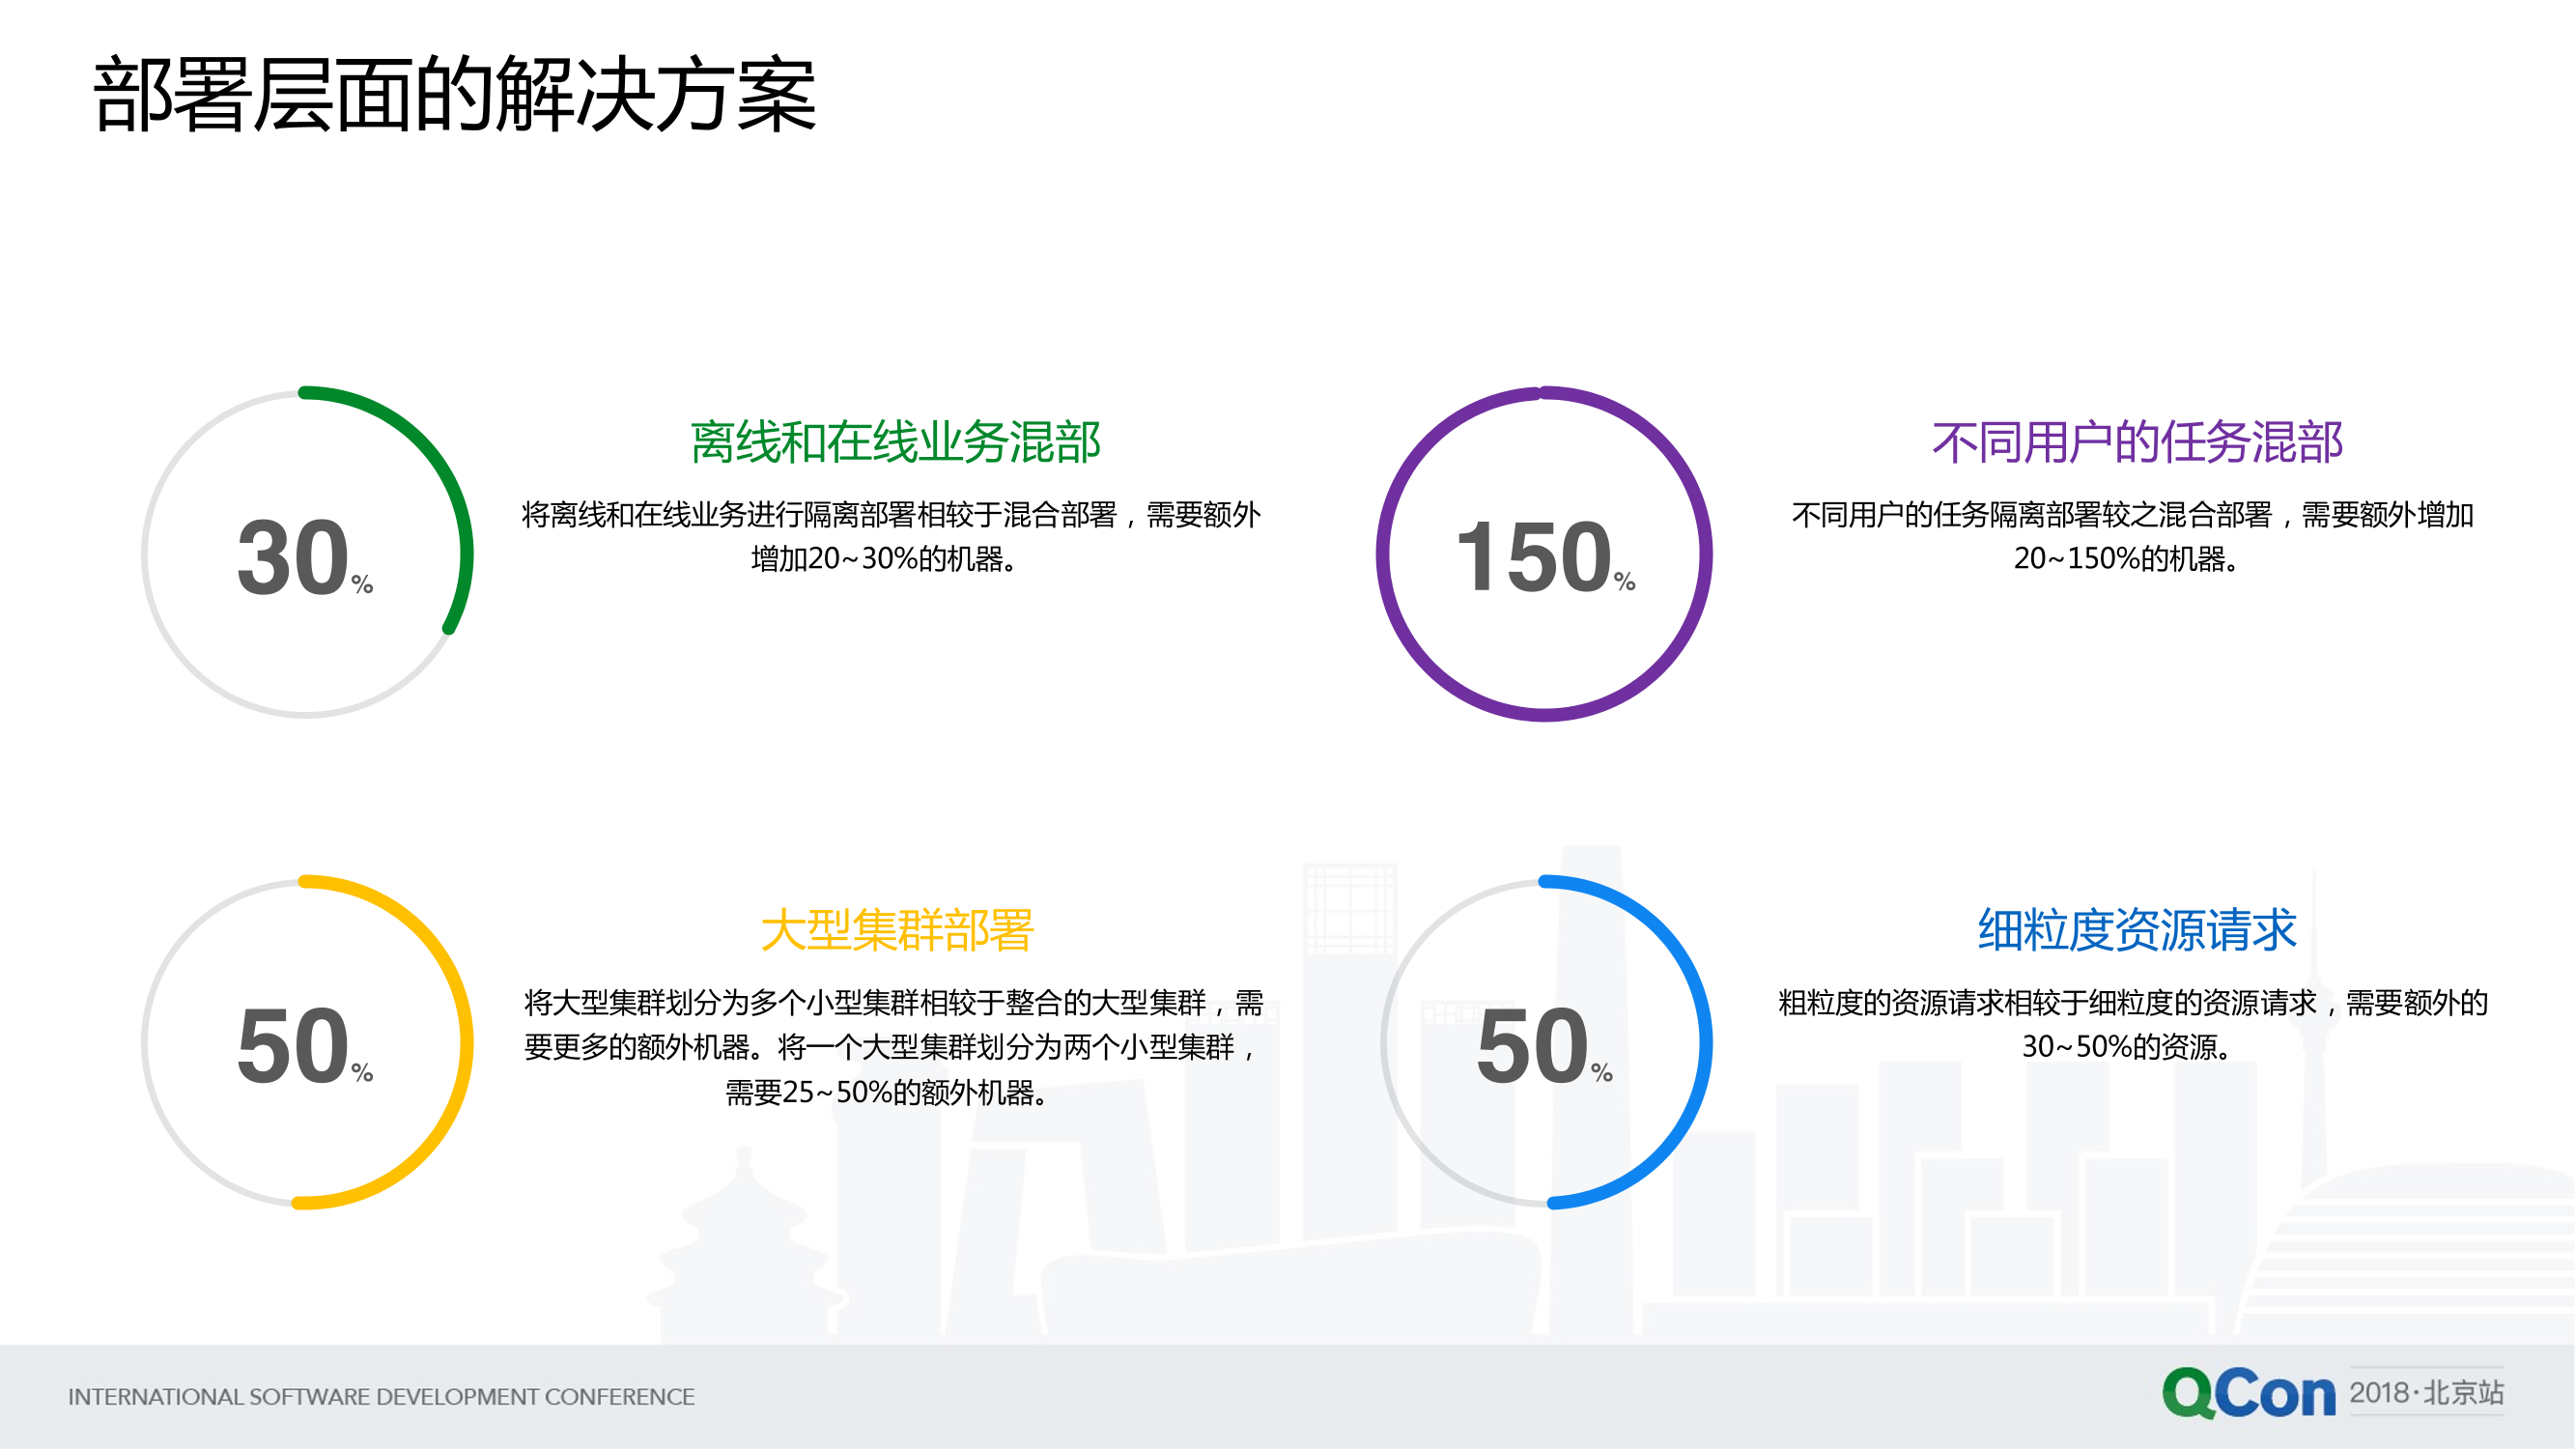 部署层面的解决方案
30%
离线和在线业务混部
将离线和在线业务进行隔离部署相较于混合部署，需要额外
增加20~30%的机器。
150%
不同用户的任务混部
不同用户的任务隔离部署较之混合部署，需要额外增加
20~150%的机器。
50%
大型集群部署
将大型集群划分为多个小型集群相较于整合的大型集群，需
要更多的额外机器。将一个大型集群划分为两个小型集群，
需要25~50%的额外机器。
50%
细粒度资源请求
粗粒度的资源请求相较于细粒度的资源请求，需要额外的
30~50%的资源。
INTERNATIONAL SOFTWARE DEVELOPMENT CONFERENCE
QCon 2018·北京站